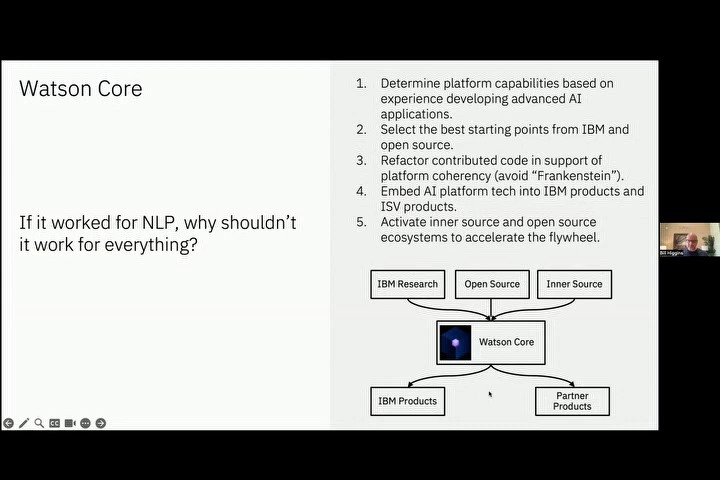 Watson Core
If it worked for NLP, why shouldn't
it work for everything?
1. Determine platform capabilities based on
experience developing advanced AI
applications.
2. Select the best starting points from IBM and
open source.
3. Refactor contributed code in support of
platform coherency (avoid “Frankenstein”).
4. Embed AI platform tech into IBM products and
ISV products.
5. Activate inner source and open source
ecosystems to accelerate the flywheel.
IBM Research
Open Source
Inner Source
Watson Core
IBM Products
Partner
Products
CC
Bill Higgins